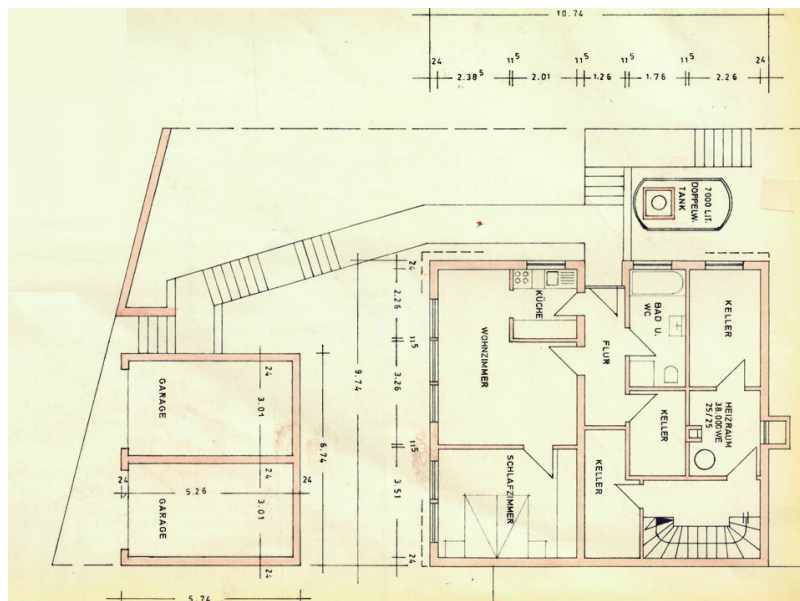 10.74
24
2.38⁵
11⁵
2.01
11⁵
1.26
11⁵
1.76
11⁵
2.26
24
7000 LIT.
DOPPELW.
TANK
24
2.26
11⁵
3.26
11⁵
3.51
24
9.74
KÜCHE
WOHNZIMMER
FLUR
BAD U.
WC
KELLER
HEIZRAUM
38.000WE
25/25
KELLER
KELLER
SCHLAFZIMMER
GARAGE
24
3.01
6.74
24
5.26
24
24
3.01
GARAGE
24
5.74